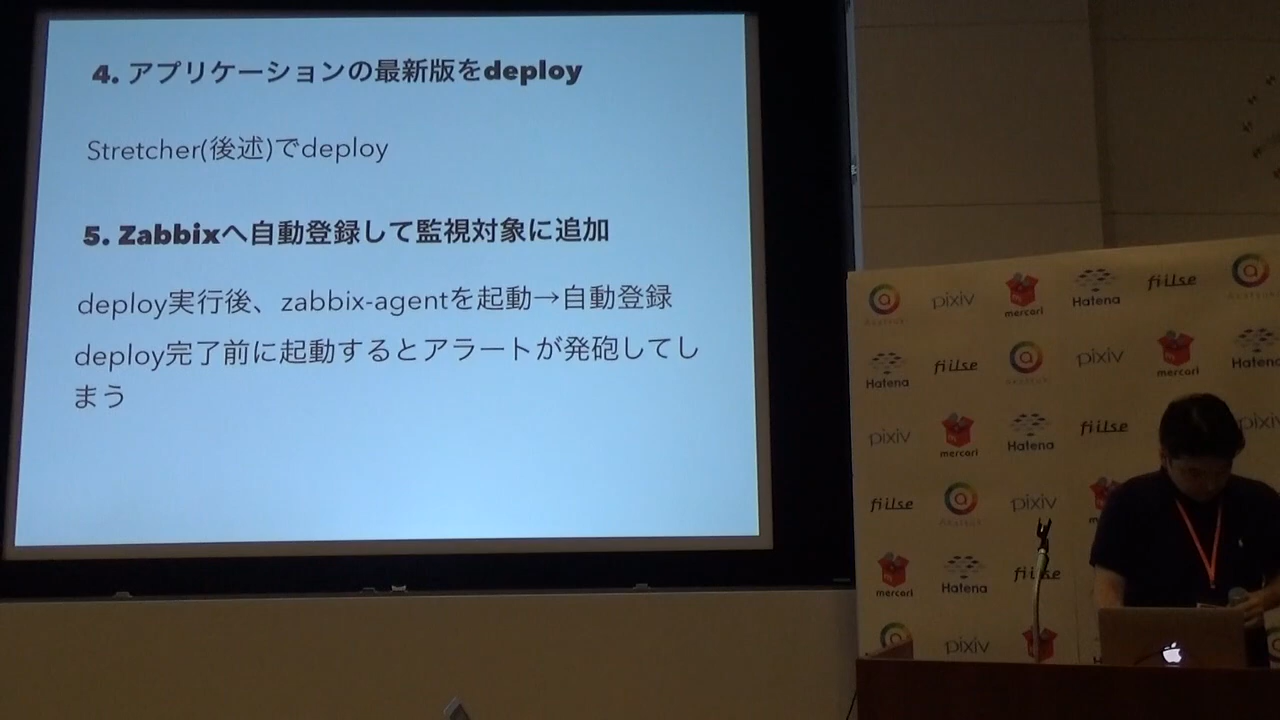 4. アプリケーションの最新版をdeploy
Stretcher(後述)でdeploy
5. Zabbixへ自動登録して監視対象に追加
deploy実行後、zabbix-agentを起動→自動登録
deploy完了前に起動するとアラートが発砲してし
まう
pixiv
mercari
Hatena
fillse
Hatena
fillse
pixiv
mercari
Hatena
pixiv
mercari
Hatena
fillse
pixiv
fillse
pixiv
mercari
Hatena
fillse
pixiv